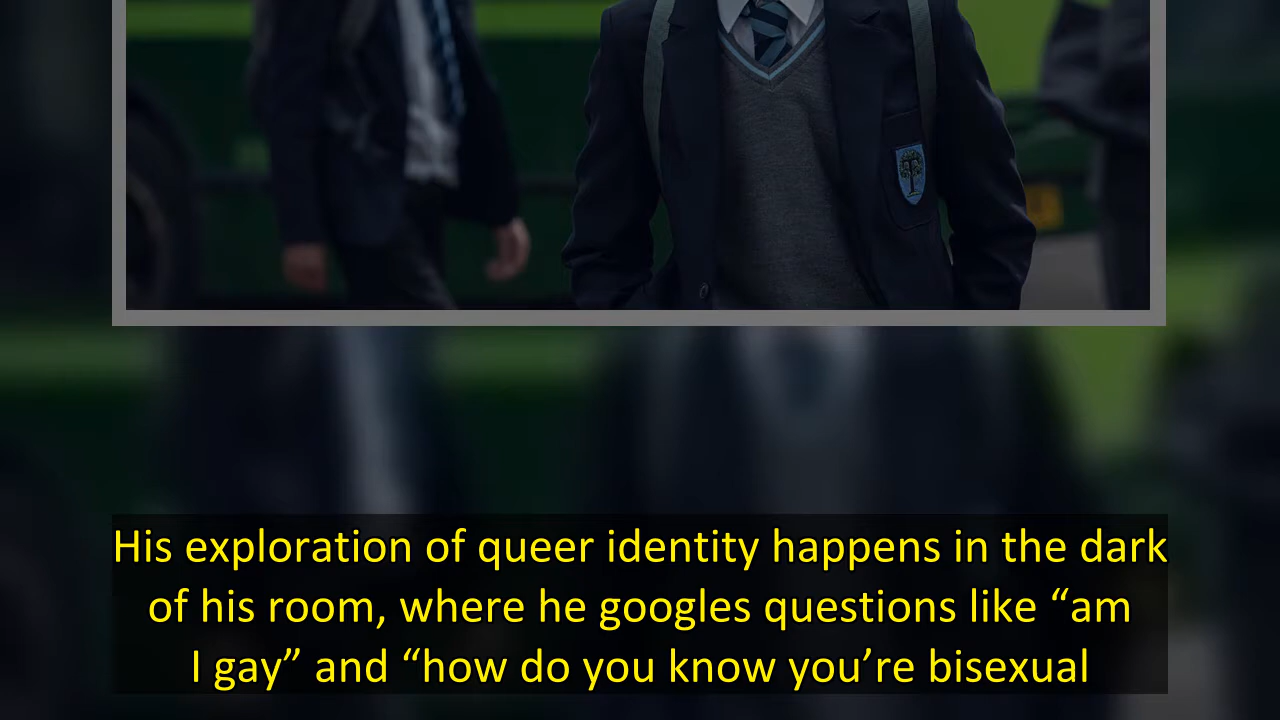 His exploration of queer identity happens in the dark
of his room, where he googles questions like “am
I gay” and “how do you know you’re bisexual